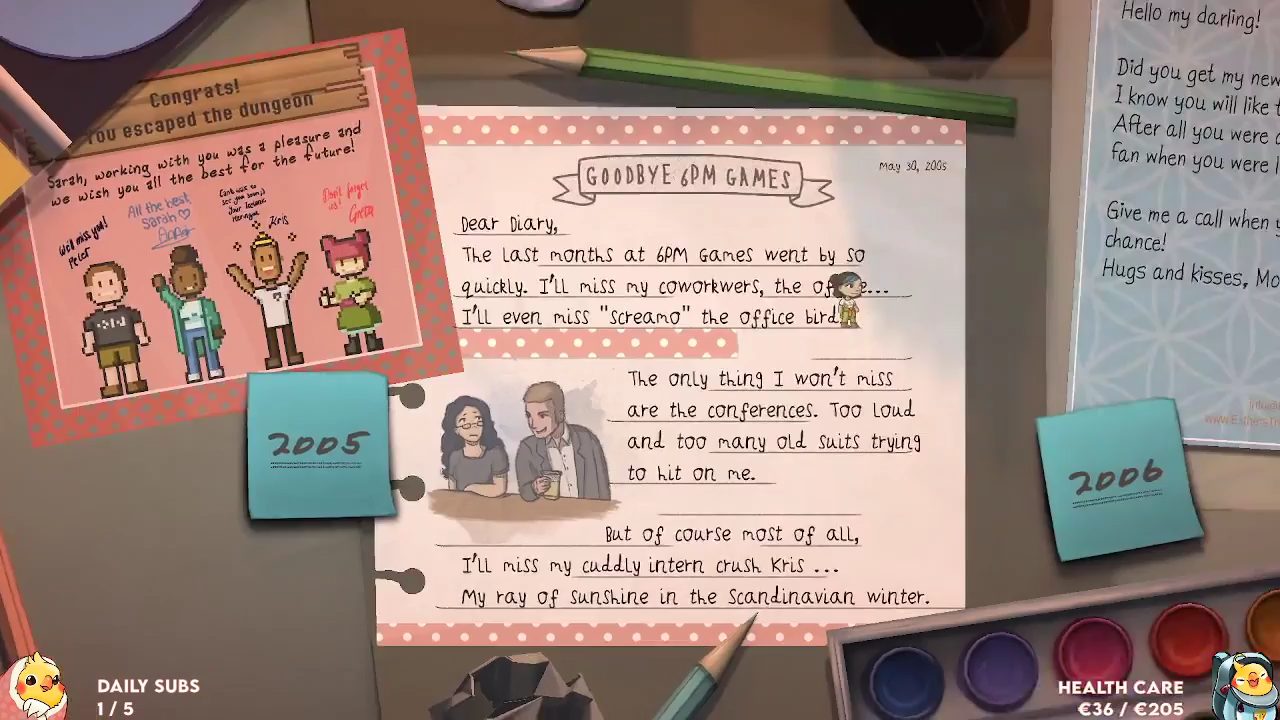 Congrats!
You escaped the dungeon
Sarah, working with you was a pleasure and
we wish you all the best for the future!
We'll miss you!
Peter
All the best
Sarah ♡
Kris
Don't forget
us!
Greta
2005
GOODBYE 6PM GAMES
May 30, 2005
Dear Diary,
The last months at 6PM Games went by so
quickly. I'll miss my coworkers, the of e...
I'll even miss "screamo" the office bird
The only thing I won't miss
are the conferences. Too loud
and too many old suits trying
to hit on me.
But of course most of all,
I'll miss my cuddly intern crush Kris ...
My ray of sunshine in the Scandinavian winter.
Hello my darling!
Did you get my new
I know you will like
After all you were
fan when you were
Give me a call when y
chance!
Hugs and kisses, Mo
2006
DAILY SUBS
1 / 5
HEALTH CARE
€36 / €205